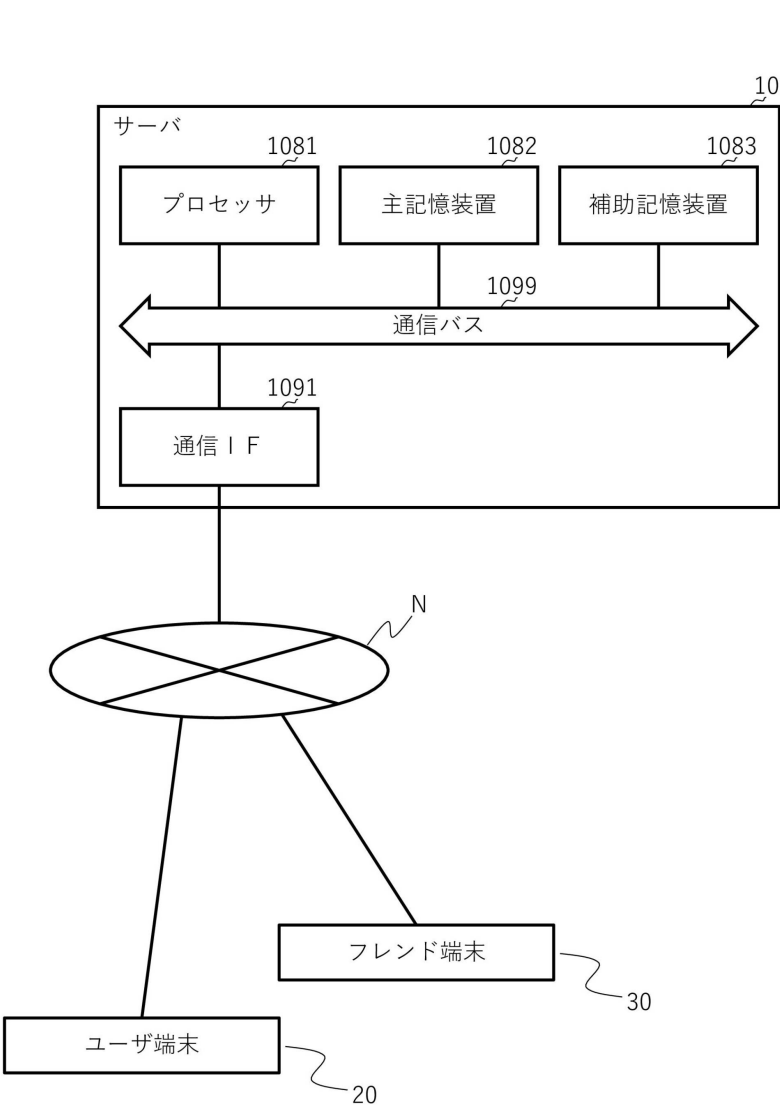 10
サーバ
1081
1082
1083
プロセッサ
主記憶装置
補助記憶装置
1099
通信バス
1091
通信ＩＦ
N
フレンド端末
30
ユーザ端末
20